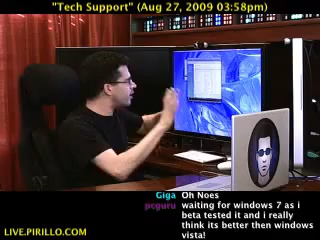 "Tech Support" (Aug 27, 2009 03:58pm)
Giga Oh Noes
pcguru waiting for windows 7 as i
beta tested it and i really
think its better then windows
vista!
LIVE.PIRILLO.COM